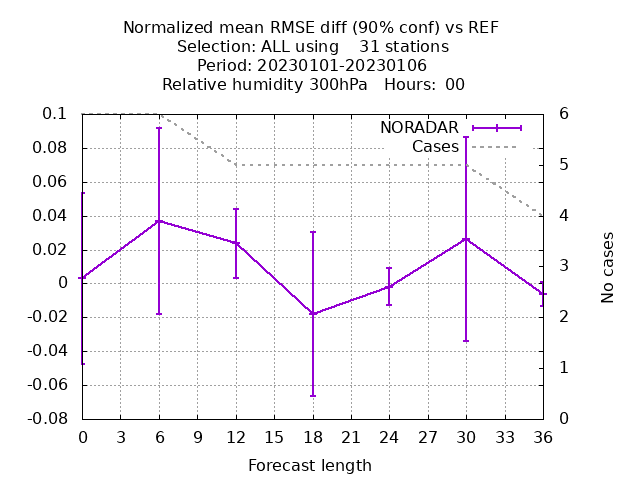 Normalized mean RMSE diff (90% conf) vs REF
Selection: ALL using    31 stations
Period: 20230101-20230106
Relative humidity 300hPa   Hours:  00
NORADAR
Cases
0.1
0.08
0.06
0.04
0.02
0
-0.02
-0.04
-0.06
-0.08
6
5
4
3
2
1
0
No cases
0 3 6 9 12 15 18 21 24 27 30 33 36
Forecast length